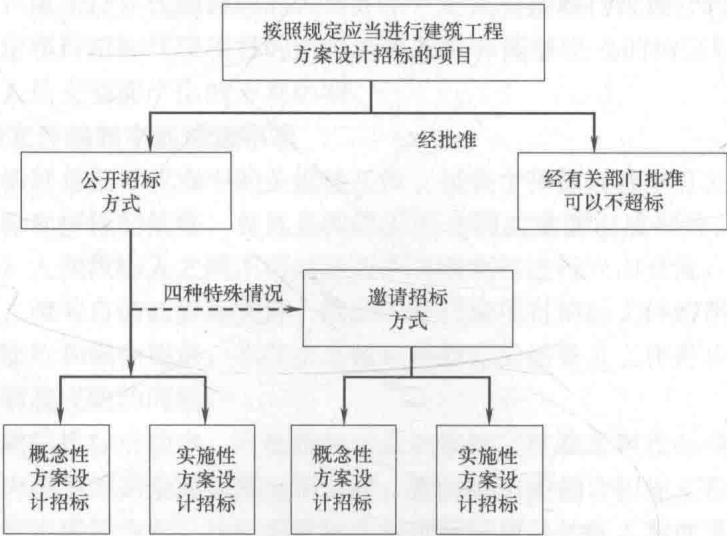 按照规定应当进行建筑工程
方案设计招标的项目
经批准
公开招标
方式
经有关部门批准
可以不超标
四种特殊情况
邀请招标
方式
概念性
方案设
计招标
实施性
方案设
计招标
概念性
方案设
计招标
实施性
方案设
计招标